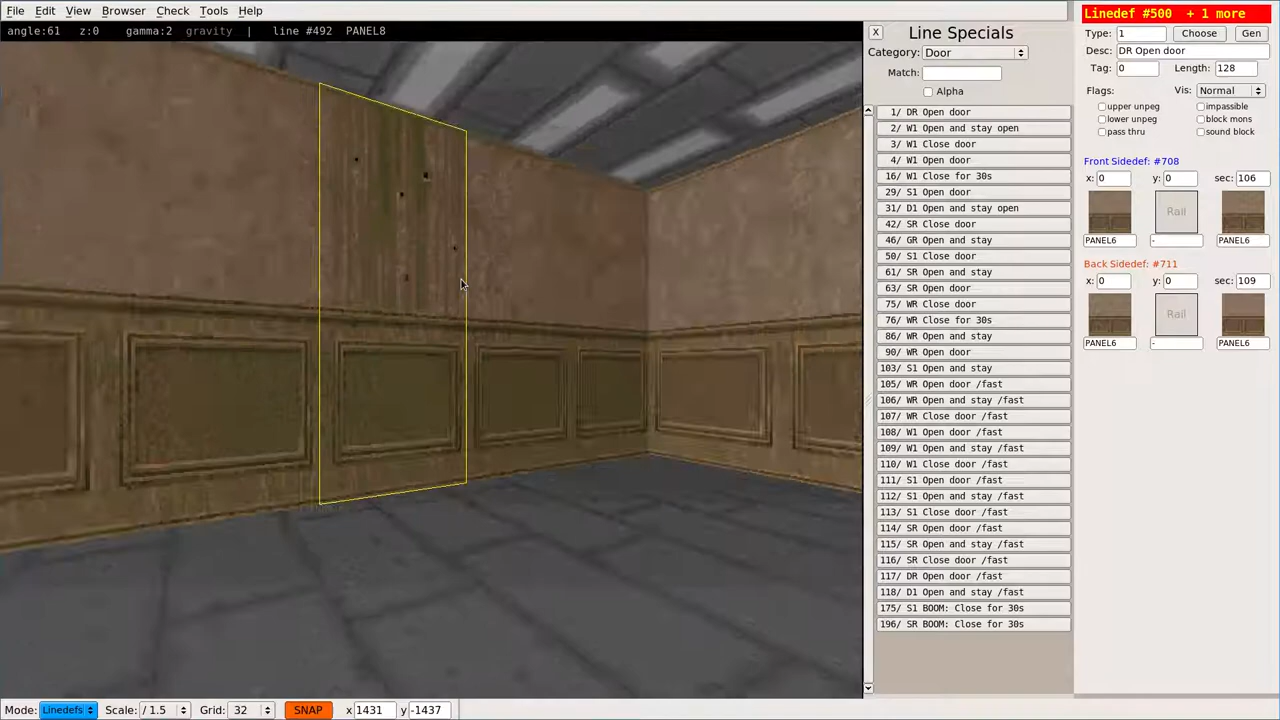 File Edit View Browser Check Tools Help
angle:61 z:0 gamma:2 gravity | line #492 PANEL8
X Line Specials
Category: Door
Match:
Alpha
1/ DR Open door
2/ W1 Open and stay open
3/ W1 Close door
4/ W1 Open door
16/ W1 Close for 30s
29/ S1 Open door
31/ D1 Open and stay open
42/ SR Close door
46/ GR Open and stay
50/ S1 Close door
61/ SR Open and stay
63/ SR Open door
75/ WR Close door
76/ WR Close for 30s
86/ WR Open and stay
90/ WR Open door
103/ S1 Open and stay
105/ WR Open door /fast
106/ WR Open and stay /fast
107/ WR Close door /fast
108/ W1 Open door /fast
109/ W1 Open and stay /fast
110/ W1 Close door /fast
111/ S1 Open door /fast
112/ S1 Open and stay /fast
113/ S1 Close door /fast
114/ SR Open door /fast
115/ SR Open and stay /fast
116/ SR Close door /fast
117/ DR Open door /fast
118/ D1 Open and stay /fast
175/ S1 BOOM: Close for 30s
196/ SR BOOM: Close for 30s
Linedef #500 + 1 more
Type: 1 Choose Gen
Desc: DR Open door
Tag: 0 Length: 128
Flags: Vis: Normal
upper unpeg impassible
lower unpeg block mons
pass thru sound block
Front Sidedef: #708
x: 0 y: 0 sec: 106
Rail
PANEL6 - PANEL6
Back Sidedef: #711
x: 0 y: 0 sec: 109
Rail
PANEL6 - PANEL6
Mode: Linedefs Scale: / 1.5 Grid: 32 SNAP x 1431 y -1437